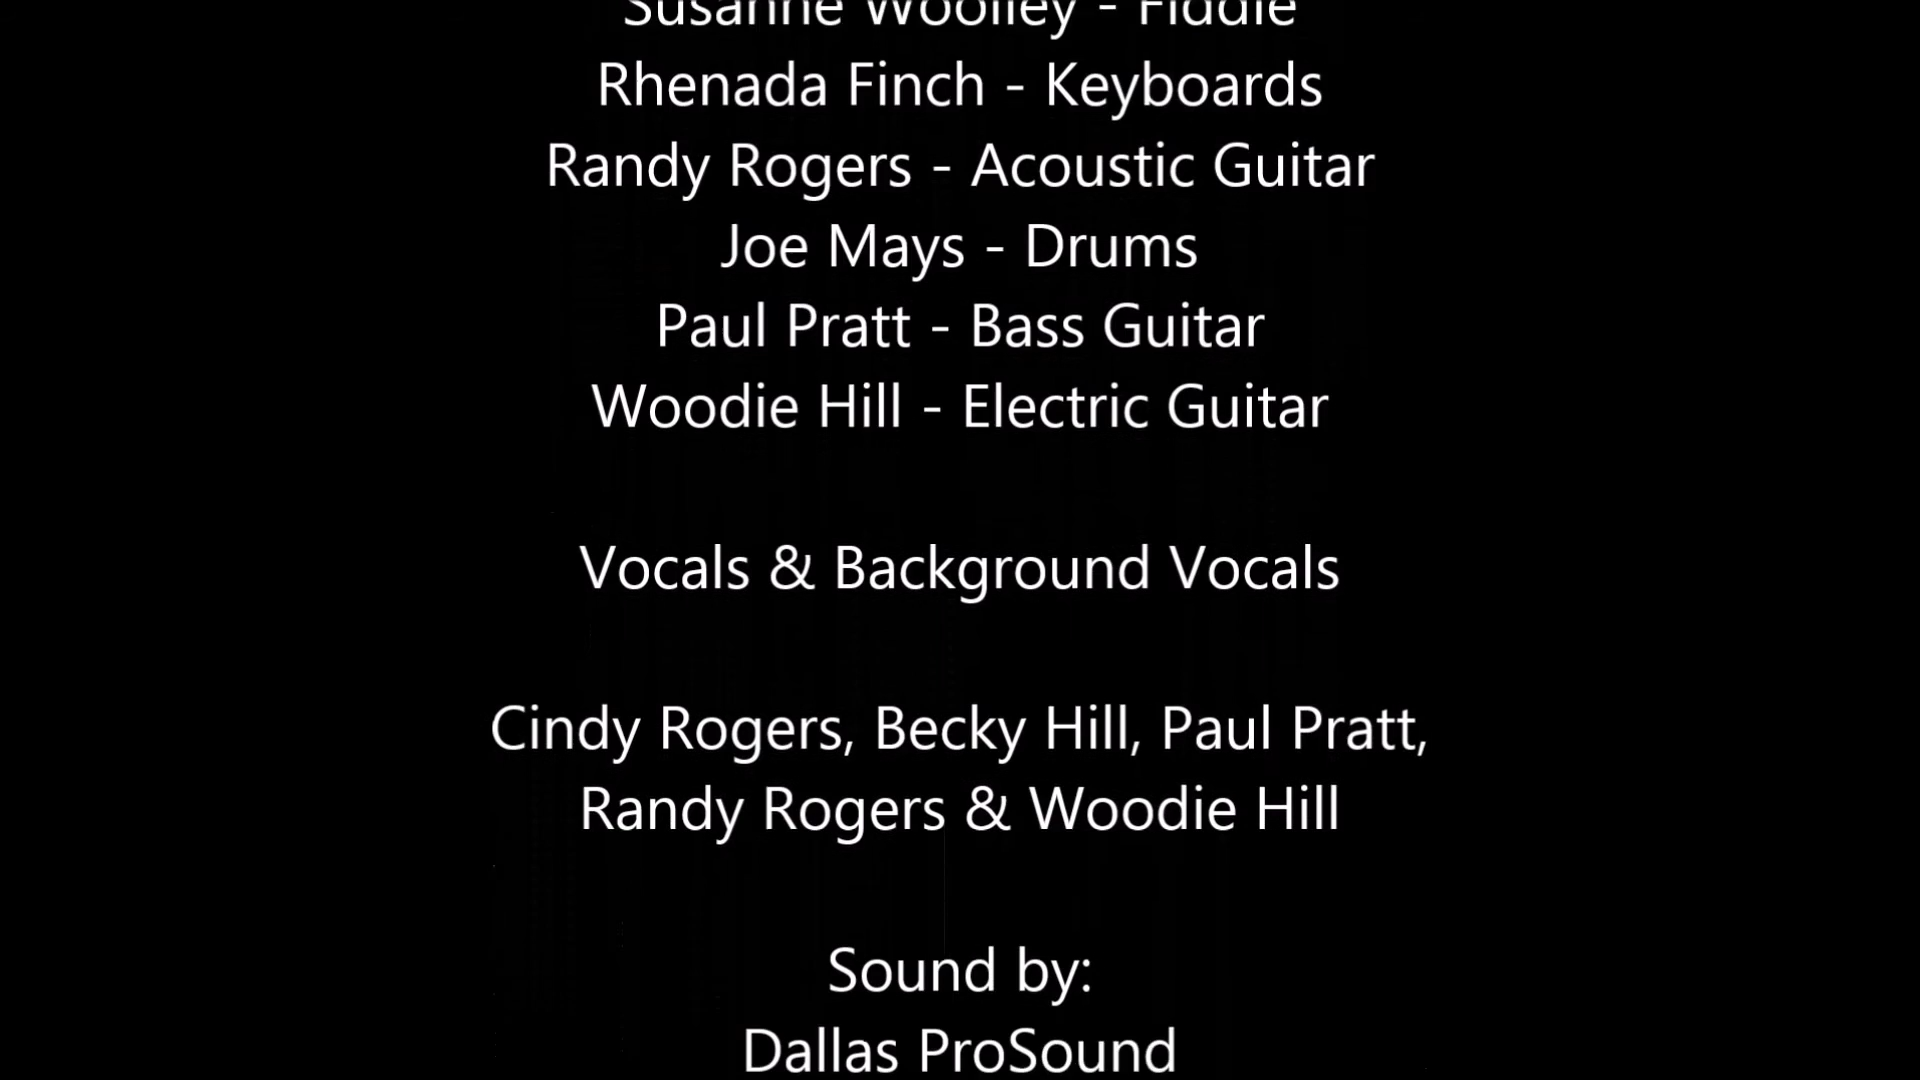 Susanne Woolley - Fiddle
Rhenada Finch - Keyboards
Randy Rogers - Acoustic Guitar
Joe Mays - Drums
Paul Pratt - Bass Guitar
Woodie Hill - Electric Guitar
Vocals & Background Vocals
Cindy Rogers, Becky Hill, Paul Pratt,
Randy Rogers & Woodie Hill
Sound by:
Dallas ProSound